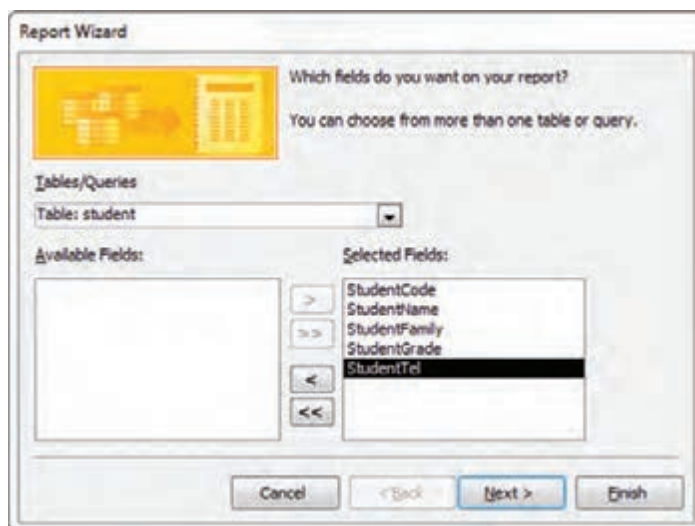 Report Wizard
Which fields do you want on your report?
You can choose from more than one table or query.
Tables/Queries
Table: student
Available Fields:
Selected Fields:
StudentCode
StudentName
StudentFamily
StudentGrade
StudentTel
>
>>
<
<<
Cancel
< Back
Next >
Finish